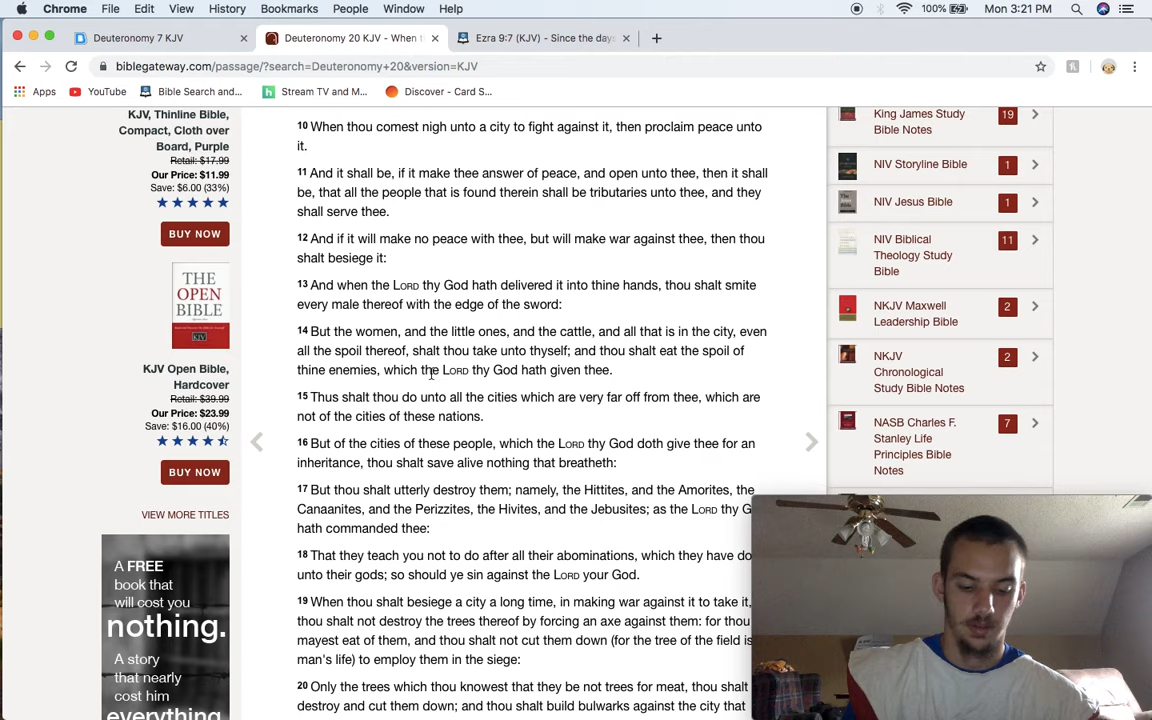 Chrome File Edit View History Bookmarks People Window Help 100% Mon 3:21 PM
Deuteronomy 7 KJV × Deuteronomy 20 KJV - When t × Ezra 9:7 (KJV) - Since the days × +
biblegateway.com/passage/?search=Deuteronomy+20&version=KJV
Apps YouTube Bible Search and... Stream TV and M... Discover - Card S...
KJV, Thinline Bible,
Compact, Cloth over
Board, Purple
Retail: $17.99
Our Price: $11.99
Save: $6.00 (33%)
BUY NOW
THE
OPEN
BIBLE
KJV
KJV Open Bible,
Hardcover
Retail: $39.99
Our Price: $23.99
Save: $16.00 (40%)
BUY NOW
VIEW MORE TITLES
A FREE
book that
will cost you
nothing.
A story
that nearly
cost him
everything
10 When thou comest nigh unto a city to fight against it, then proclaim peace unto
it.
11 And it shall be, if it make thee answer of peace, and open unto thee, then it shall
be, that all the people that is found therein shall be tributaries unto thee, and they
shall serve thee.
12 And if it will make no peace with thee, but will make war against thee, then thou
shalt besiege it:
13 And when the LORD thy God hath delivered it into thine hands, thou shalt smite
every male thereof with the edge of the sword:
14 But the women, and the little ones, and the cattle, and all that is in the city, even
all the spoil thereof, shalt thou take unto thyself; and thou shalt eat the spoil of
thine enemies, which the LORD thy God hath given thee.
15 Thus shalt thou do unto all the cities which are very far off from thee, which are
not of the cities of these nations.
16 But of the cities of these people, which the LORD thy God doth give thee for an
inheritance, thou shalt save alive nothing that breatheth:
17 But thou shalt utterly destroy them; namely, the Hittites, and the Amorites, the
Canaanites, and the Perizzites, the Hivites, and the Jebusites; as the LORD thy G
hath commanded thee:
18 That they teach you not to do after all their abominations, which they have do
unto their gods; so should ye sin against the LORD your God.
19 When thou shalt besiege a city a long time, in making war against it to take it,
thou shalt not destroy the trees thereof by forcing an axe against them: for thou
mayest eat of them, and thou shalt not cut them down (for the tree of the field is
man's life) to employ them in the siege:
20 Only the trees which thou knowest that they be not trees for meat, thou shalt
destroy and cut them down; and thou shalt build bulwarks against the city that
King James Study
Bible Notes
19
NIV Storyline Bible
1
NIV Jesus Bible
1
NIV Biblical
Theology Study
Bible
11
NKJV Maxwell
Leadership Bible
2
NKJV
Chronological
Study Bible Notes
2
NASB Charles F.
Stanley Life
Principles Bible
Notes
7